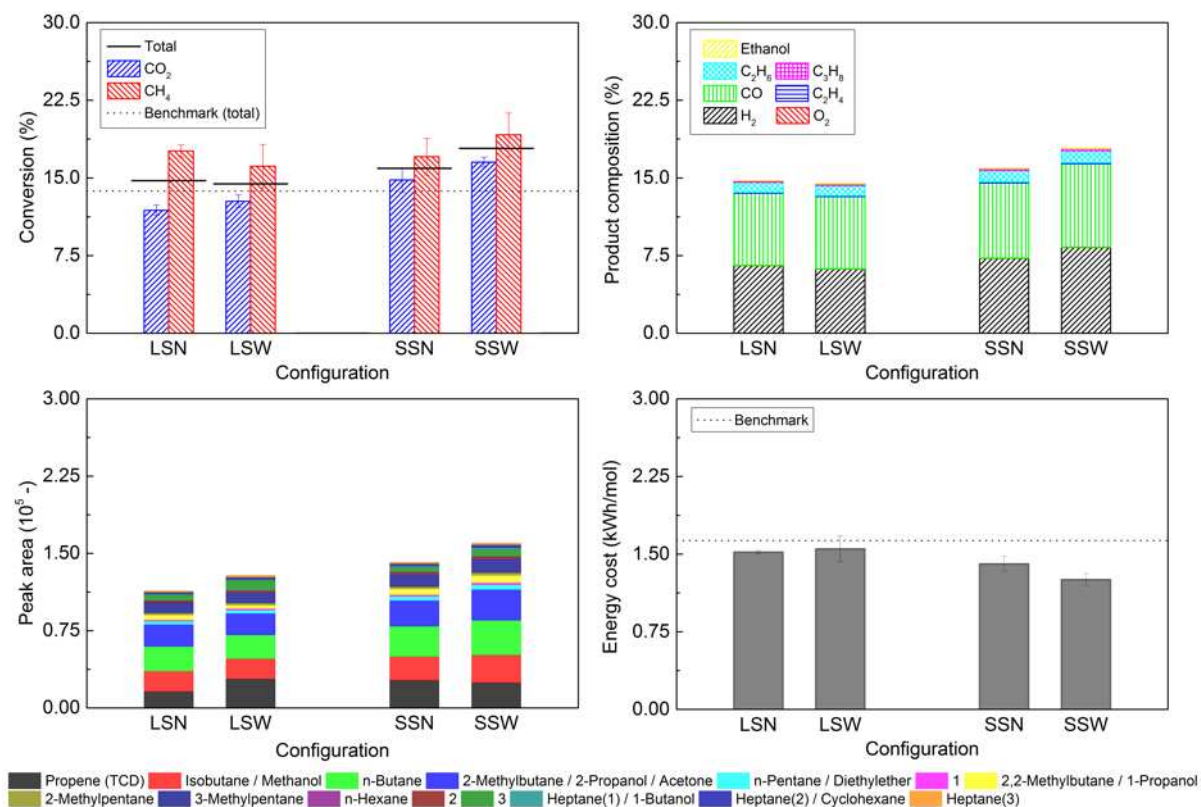 30.0
22.5
15.0
7.5
0.0
Conversion (%)
Total
CO₂
CH₄
Benchmark (total)
LSN LSW SSN SSW
Configuration
30.0
22.5
15.0
7.5
0.0
Product composition (%)
Ethanol
C₂H₆ C₃H₈
CO C₂H₄
H₂ O₂
LSN LSW SSN SSW
Configuration
3.00
2.25
1.50
0.75
0.00
Peak area (10⁵ -)
LSN LSW SSN SSW
Configuration
3.00
2.25
1.50
0.75
0.00
Energy cost (kWh/mol)
Benchmark
LSN LSW SSN SSW
Configuration
Propene (TCD) Isobutane / Methanol n-Butane 2-Methylbutane / 2-Propanol / Acetone n-Pentane / Diethylether 1 2,2-Methylbutane / 1-Propanol
2-Methylpentane 3-Methylpentane n-Hexane 2 3 Heptane(1) / 1-Butanol Heptane(2) / Cyclohexane Heptane(3)